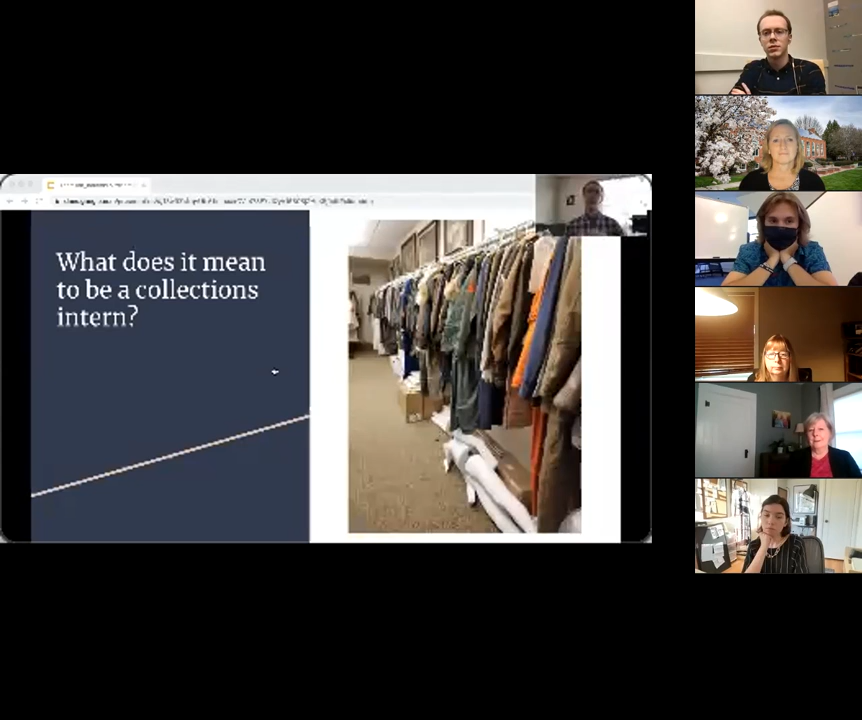 What does it mean
to be a collections
intern?